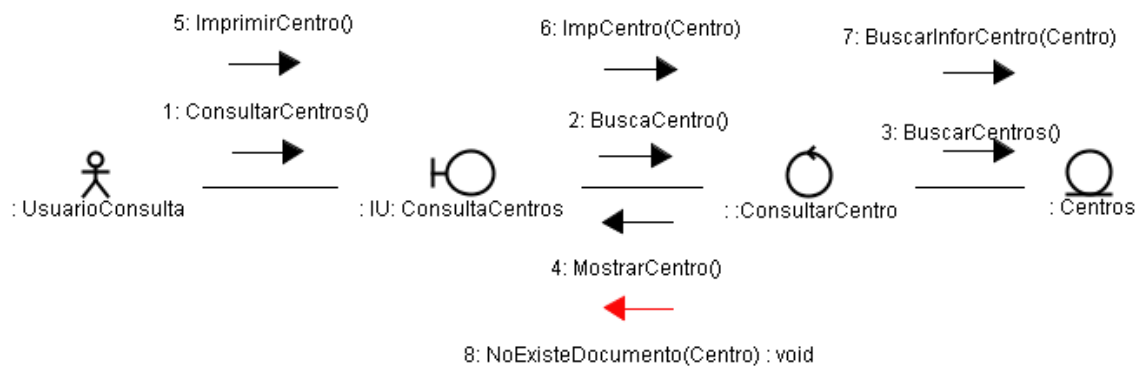 5: ImprimirCentro()
6: ImpCentro(Centro)
7: BuscarInforCentro(Centro)
1: ConsultarCentros()
2: BuscaCentro()
3: BuscarCentros()
: UsuarioConsulta
: IU: ConsultaCentros
: :ConsultarCentro
: Centros
4: MostrarCentro()
8: NoExisteDocumento(Centro) : void